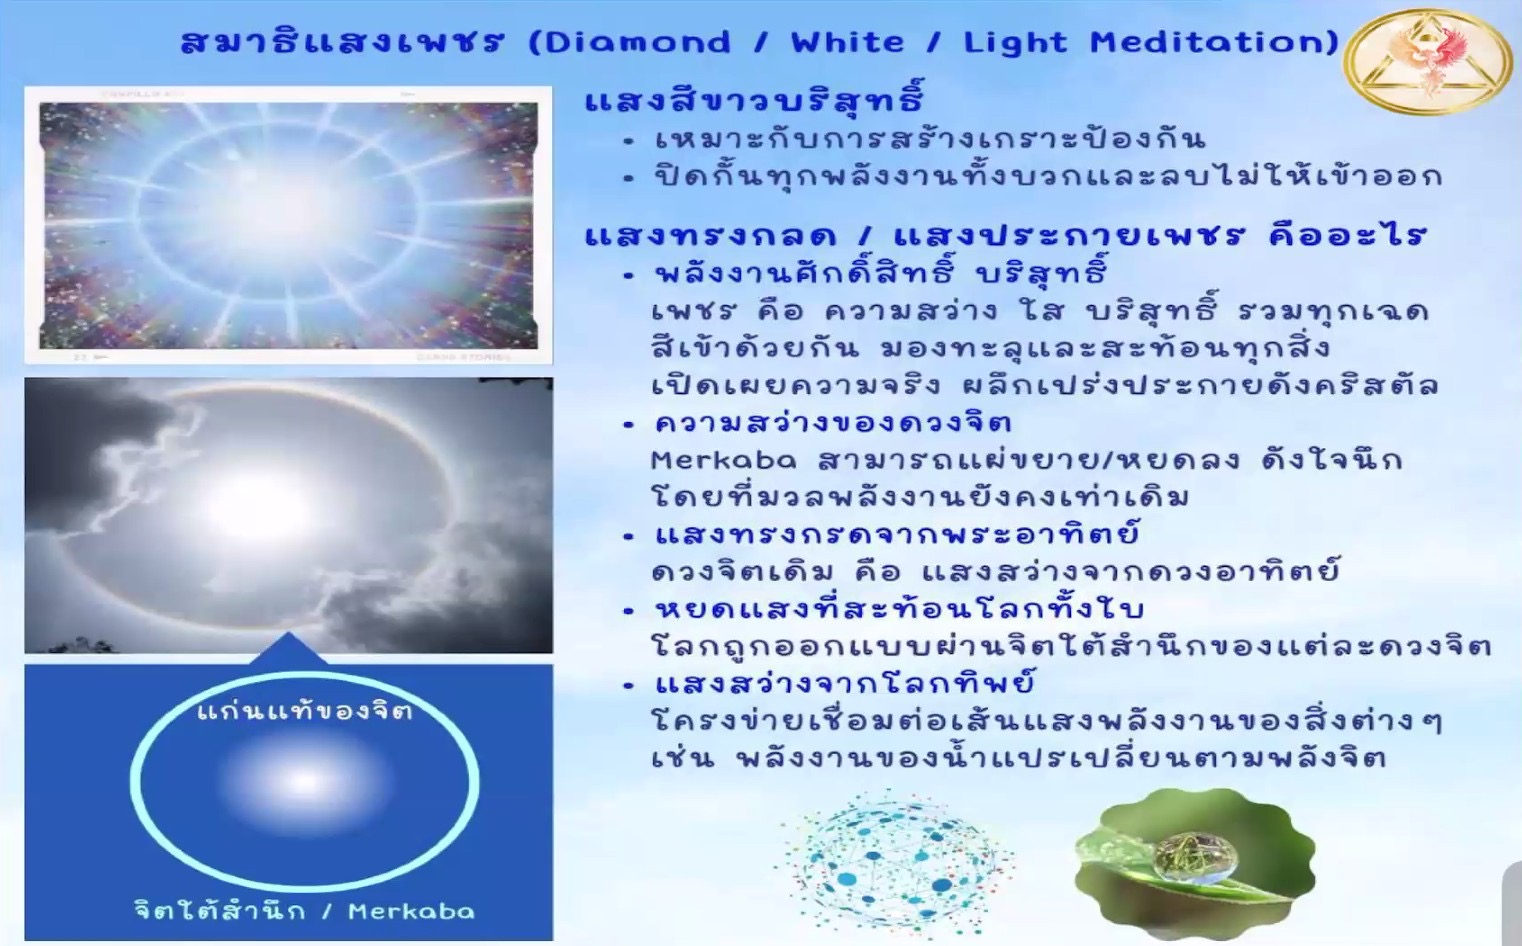 สมาธิแสงเพชร (Diamond / White / Light Meditation)
แสงสีขาวบริสุทธิ์
• เหมาะกับการสร้างเกราะป้องกัน
• ปิดกั้นทุกพลังงานทั้งบวกและลบไม่ให้เข้าออก
แสงทรงกลด / แสงประกายเพชร คืออะไร
• พลังงานศักดิ์สิทธิ์ บริสุทธิ์
เพชร คือ ความสว่าง ใส บริสุทธิ์ รวมทุกเฉด
สีเข้าด้วยกัน มองทะลุและสะท้อนทุกสิ่ง
เปิดเผยความจริง ผลึกเปร่งประกายดังคริสตัล
• ความสว่างของดวงจิต
Merkaba สามารถแผ่ขยาย/หยดลง ดังใจนึก
โดยที่มวลพลังงานยังคงเท่าเดิม
• แสงทรงกรดจากพระอาทิตย์
ดวงจิตเดิม คือ แสงสว่างจากดวงอาทิตย์
• หยดแสงที่สะท้อนโลกทั้งใบ
โลกถูกออกแบบผ่านจิตใต้สำนึกของแต่ละดวงจิต
• แสงสว่างจากโลกทิพย์
โครงข่ายเชื่อมต่อเส้นแสงพลังงานของสิ่งต่างๆ
เช่น พลังงานของน้ำแปรเปลี่ยนตามพลังจิต
แก่นแท้ของจิต
จิตใต้สำนึก / Merkaba